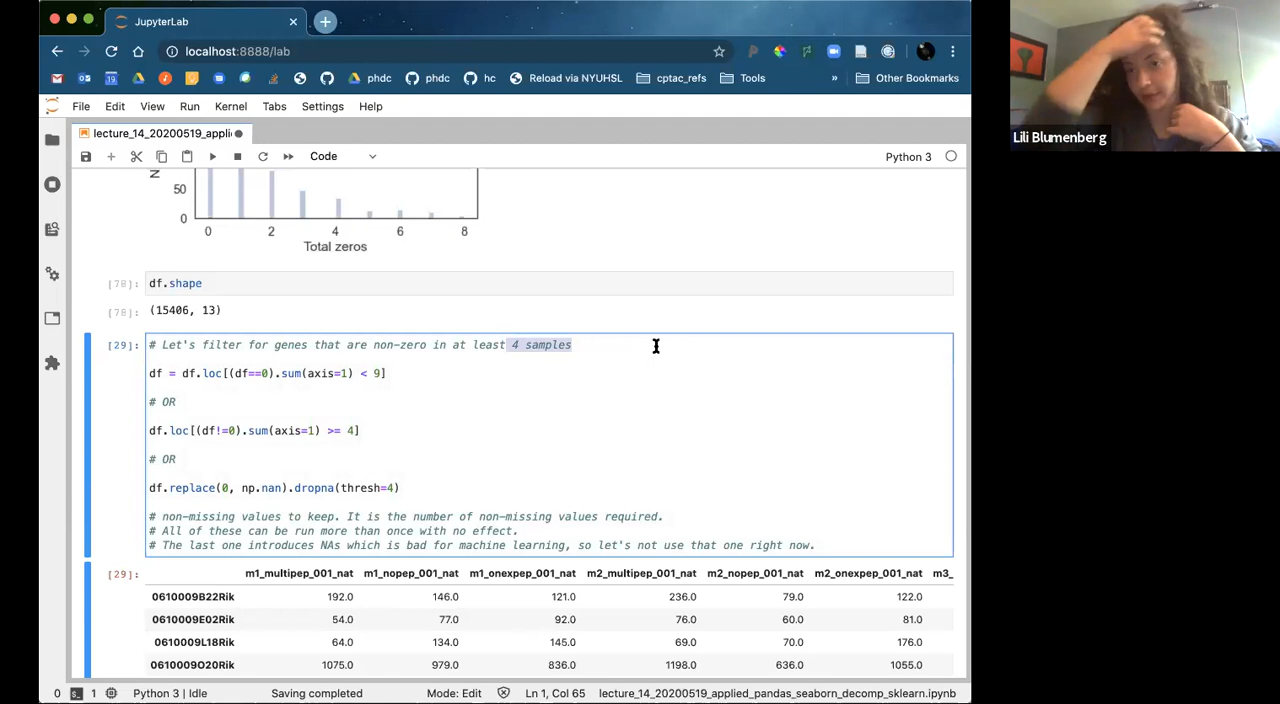 JupyterLab
localhost:8888/lab
phdc
phdc
hc
Reload via NYUHSL
cptac_refs
Tools
»
Other Bookmarks
File Edit View Run Kernel Tabs Settings Help
lecture_14_20200519_appli
Code
Python 3
N
50
0
0 2 4 6 8
Total zeros
[78]: df.shape
[78]: (15406, 13)
[29]: # Let's filter for genes that are non-zero in at least 4 samples
df = df.loc[(df==0).sum(axis=1) < 9]
# OR
df.loc[(df!=0).sum(axis=1) >= 4]
# OR
df.replace(0, np.nan).dropna(thresh=4)
# non-missing values to keep. It is the number of non-missing values required.
# All of these can be run more than once with no effect.
# The last one introduces NAs which is bad for machine learning, so let's not use that one right now.
[29]: m1_multipep_001_nat m1_nopep_001_nat m1_onexpep_001_nat m2_multipep_001_nat m2_nopep_001_nat m2_onexpep_001_nat m3_
0610009B22Rik 192.0 146.0 121.0 236.0 79.0 122.0
0610009E02Rik 54.0 77.0 92.0 76.0 60.0 81.0
0610009L18Rik 64.0 134.0 145.0 69.0 70.0 176.0
0610009O20Rik 1075.0 979.0 836.0 1198.0 636.0 1055.0
0 1 Python 3 | Idle Saving completed Mode: Edit Ln 1, Col 65 lecture_14_20200519_applied_pandas_seaborn_decomp_sklearn.ipynb
Lili Blumenberg